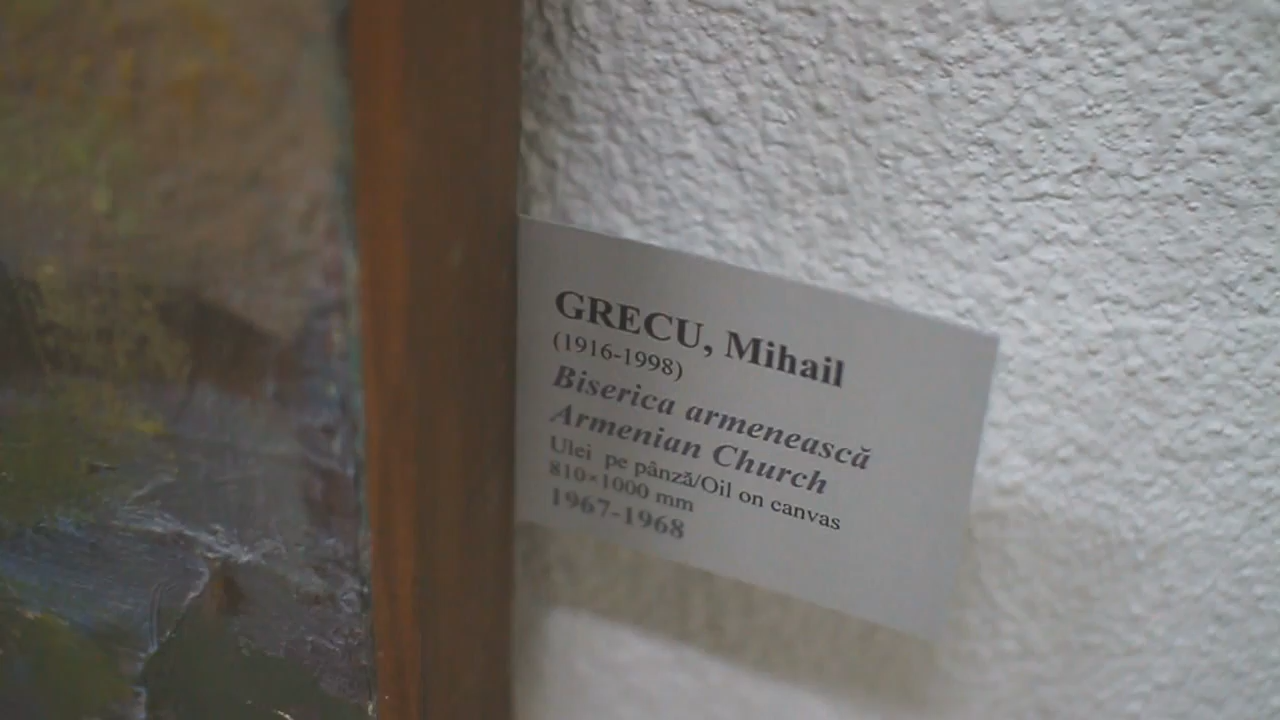 GRECU, Mihail
(1916-1998)
Biserica armenească
Armenian Church
Ulei pe pânză/Oil on canvas
810×1000 mm
1967-1968